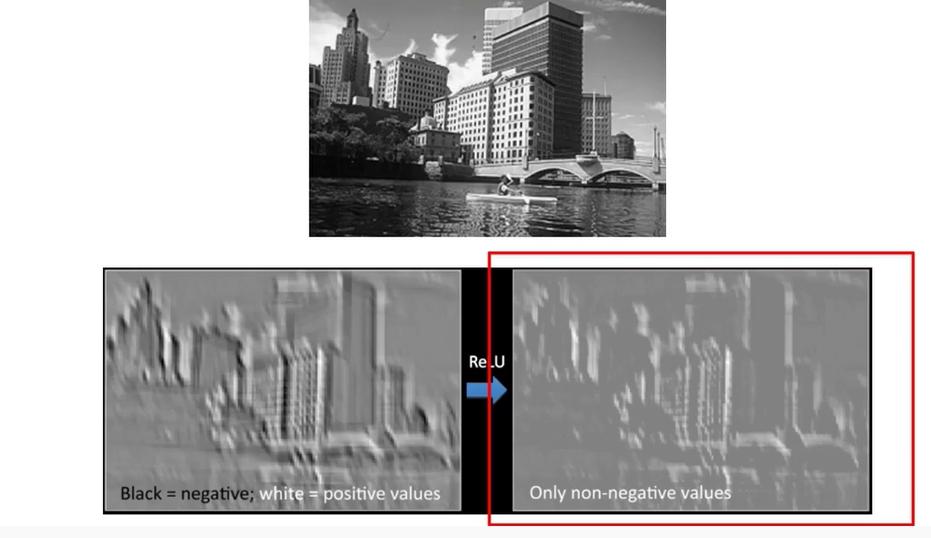 ReLU
Black = negative; white = positive values
Only non-negative values